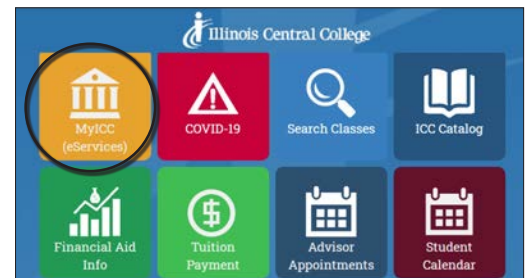 Illinois Central College
MyICC
(eServices)
COVID-19
Search Classes
ICC Catalog
Financial Aid
Info
Tuition
Payment
Advisor
Appointments
Student
Calendar